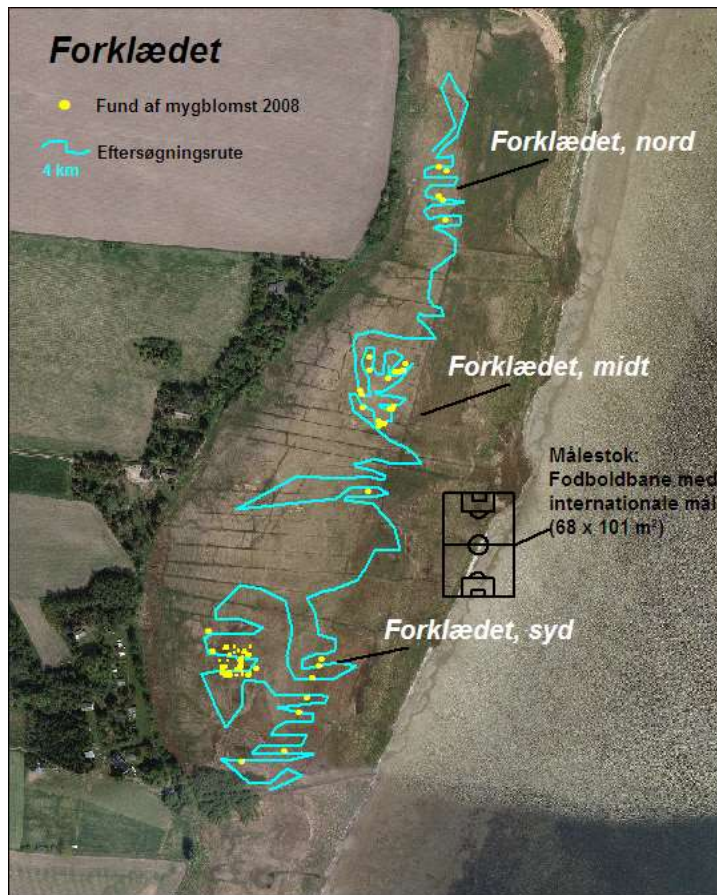 Forklædet
Fund af mygblomst 2008
Eftersøgningsrute
4 km
Forklædet, nord
Forklædet, midt
Målestok:
Fodboldbane med
internationale mål
(68 x 101 m²)
Forklædet, syd